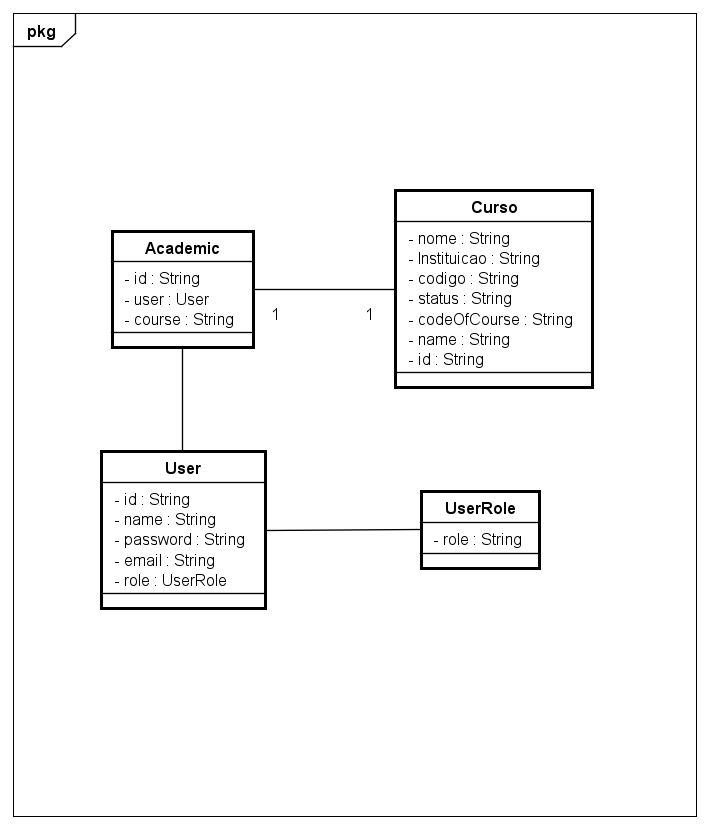 pkg
Curso
- nome : String
- Instituicao : String
- codigo : String
- status : String
- codeOfCourse : String
- name : String
- id : String
Academic
- id : String
- user : User
- course : String
1
1
User
- id : String
- name : String
- password : String
- email : String
- role : UserRole
UserRole
- role : String